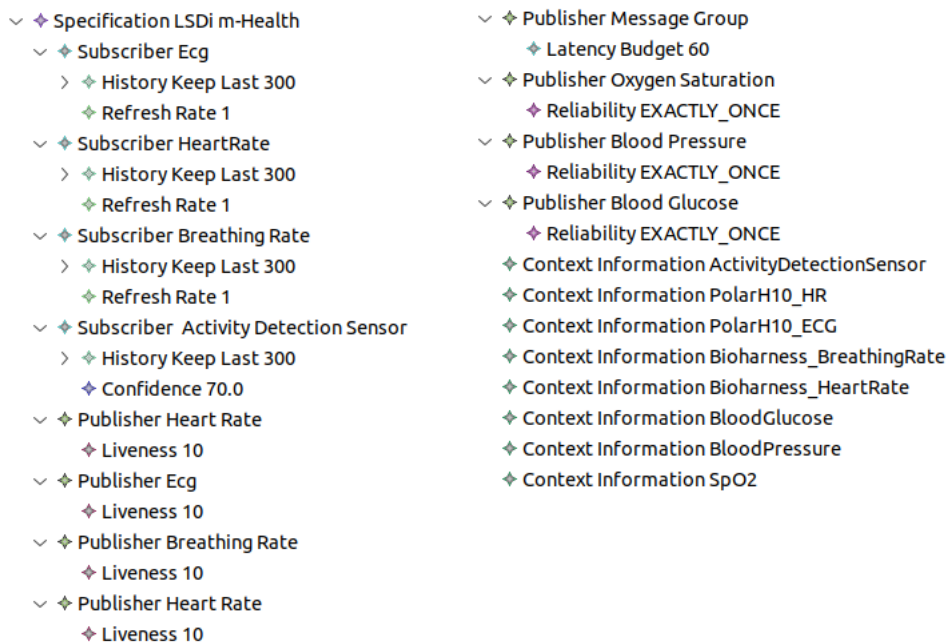 Specification LSDi m-Health
Subscriber Ecg
History Keep Last 300
Refresh Rate 1
Subscriber HeartRate
History Keep Last 300
Refresh Rate 1
Subscriber Breathing Rate
History Keep Last 300
Refresh Rate 1
Subscriber Activity Detection Sensor
History Keep Last 300
Confidence 70.0
Publisher Heart Rate
Liveness 10
Publisher Ecg
Liveness 10
Publisher Breathing Rate
Liveness 10
Publisher Heart Rate
Liveness 10
Publisher Message Group
Latency Budget 60
Publisher Oxygen Saturation
Reliability EXACTLY_ONCE
Publisher Blood Pressure
Reliability EXACTLY_ONCE
Publisher Blood Glucose
Reliability EXACTLY_ONCE
Context Information ActivityDetectionSensor
Context Information PolarH10_HR
Context Information PolarH10_ECG
Context Information Bioharness_BreathingRate
Context Information Bioharness_HeartRate
Context Information BloodGlucose
Context Information BloodPressure
Context Information SpO2